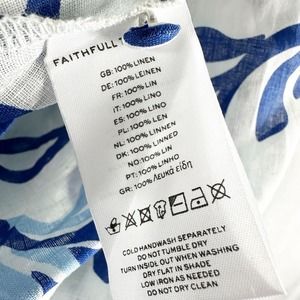 FAITHFULL
GB: 100% LINEN
DE: 100% LEINEN
FR: 100% LIN
IT: 100% LINO
ES: 100% LINO
PL: 100% LEN
NL: 100% LINNEN
DK: 100% LINNED
NO: 100% LIN
PT: 100% LINHO
GR: 100% λευκά είδη
COLD HANDWASH SEPARATELY
DO NOT TUMBLE DRY
TURN INSIDE OUT WHEN WASHING
DRY FLAT IN SHADE
LOW IRON AS NEEDED
DO NOT DRY CLEAN